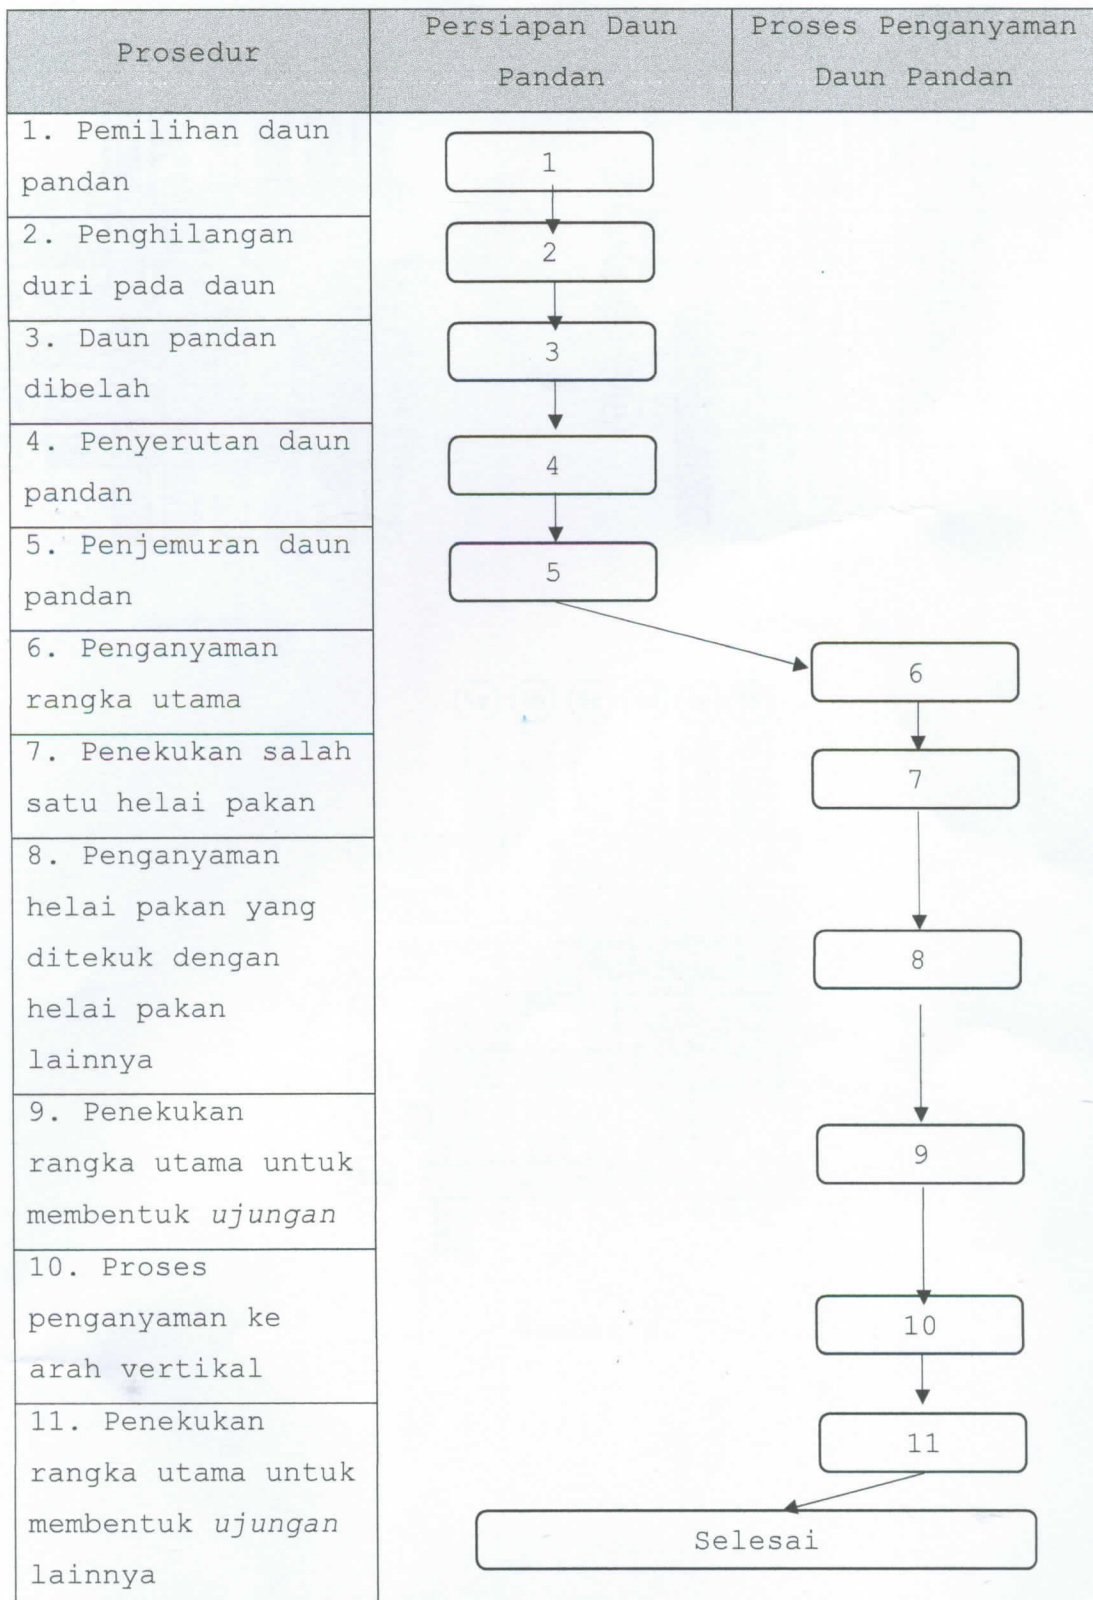 Prosedur
Persiapan Daun
Pandan
Proses Penganyaman
Daun Pandan
1. Pemilihan daun
pandan
1
2. Penghilangan
duri pada daun
2
3. Daun pandan
dibelah
3
4. Penyerutan daun
pandan
4
5. Penjemuran daun
pandan
5
6. Penganyaman
rangka utama
6
7. Penekukan salah
satu helai pakan
7
8. Penganyaman
helai pakan yang
ditekuk dengan
helai pakan
lainnya
8
9. Penekukan
rangka utama untuk
membentuk ujungan
9
10. Proses
penganyaman ke
arah vertikal
10
11. Penekukan
rangka utama untuk
membentuk ujungan
lainnya
11
Selesai